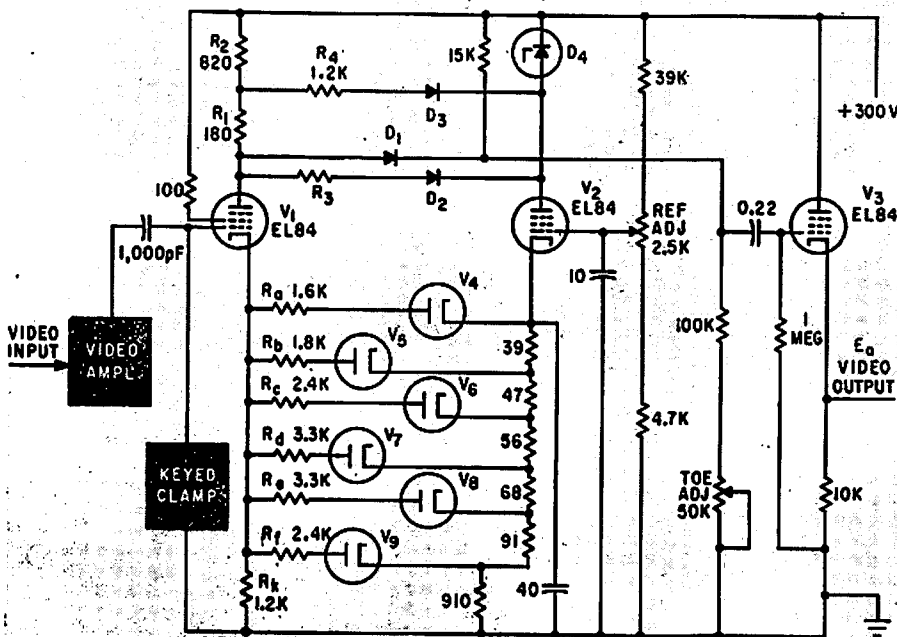 R2
820
R4
1.2K
15K
D4
39K
+300V
R1
180
D3
D1
100
R3
D2
V1
EL84
V2
EL84
REF
ADJ
2.5K
0.22
V3
EL84
1,000pF
10
Ra 1.6K
V4
VIDEO
INPUT
VIDEO
AMPL
Rb 1.8K
V5
39
100K
1
MEG
Eo
VIDEO
OUTPUT
Rc 2.4K
V6
47
KEYED
CLAMP
Rd 3.3K
V7
56
4.7K
Re 3.3K
V8
68
TOE
ADJ
50K
10K
Rf 2.4K
V9
91
Rk
1.2K
910
40